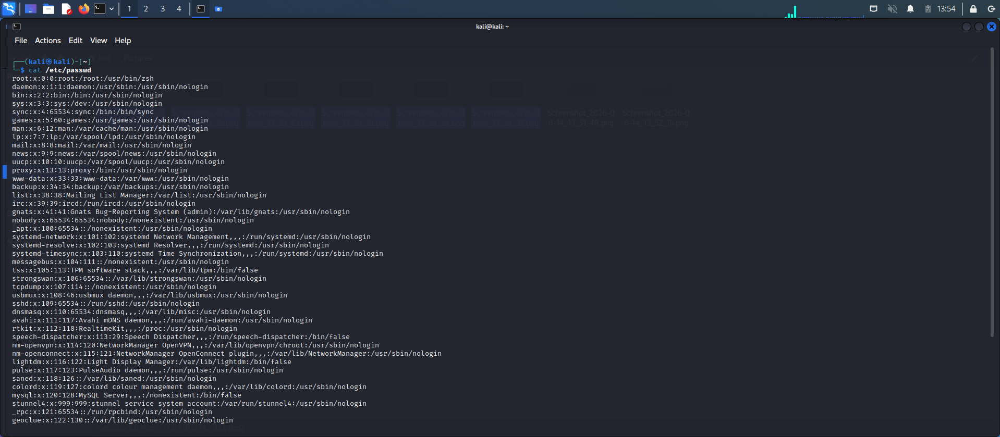 1 2 3 4
13:54
kali@kali: ~
File Actions Edit View Help
┌──(kali㉿kali)-[~]
└─$ cat /etc/passwd
root:x:0:0:root:/root:/usr/bin/zsh
daemon:x:1:1:daemon:/usr/sbin:/usr/sbin/nologin
bin:x:2:2:bin:/bin:/usr/sbin/nologin
sys:x:3:3:sys:/dev:/usr/sbin/nologin
sync:x:4:65534:sync:/bin:/bin/sync
games:x:5:60:games:/usr/games:/usr/sbin/nologin
man:x:6:12:man:/var/cache/man:/usr/sbin/nologin
lp:x:7:7:lp:/var/spool/lpd:/usr/sbin/nologin
mail:x:8:8:mail:/var/mail:/usr/sbin/nologin
news:x:9:9:news:/var/spool/news:/usr/sbin/nologin
uucp:x:10:10:uucp:/var/spool/uucp:/usr/sbin/nologin
proxy:x:13:13:proxy:/bin:/usr/sbin/nologin
www-data:x:33:33:www-data:/var/www:/usr/sbin/nologin
backup:x:34:34:backup:/var/backups:/usr/sbin/nologin
list:x:38:38:Mailing List Manager:/var/list:/usr/sbin/nologin
irc:x:39:39:ircd:/run/ircd:/usr/sbin/nologin
gnats:x:41:41:Gnats Bug-Reporting System (admin):/var/lib/gnats:/usr/sbin/nologin
nobody:x:65534:65534:nobody:/nonexistent:/usr/sbin/nologin
_apt:x:100:65534::/nonexistent:/usr/sbin/nologin
systemd-network:x:101:102:systemd Network Management,,,:/run/systemd:/usr/sbin/nologin
systemd-resolve:x:102:103:systemd Resolver,,,:/run/systemd:/usr/sbin/nologin
systemd-timesync:x:103:110:systemd Time Synchronization,,,:/run/systemd:/usr/sbin/nologin
messagebus:x:104:111::/nonexistent:/usr/sbin/nologin
tss:x:105:113:TPM software stack,,,:/var/lib/tpm:/bin/false
strongswan:x:106:65534::/var/lib/strongswan:/usr/sbin/nologin
tcpdump:x:107:114::/nonexistent:/usr/sbin/nologin
usbmux:x:108:46:usbmux daemon,,,:/var/lib/usbmux:/usr/sbin/nologin
sshd:x:109:65534::/run/sshd:/usr/sbin/nologin
dnsmasq:x:110:65534:dnsmasq,,,:/var/lib/misc:/usr/sbin/nologin
avahi:x:111:117:Avahi mDNS daemon,,,:/run/avahi-daemon:/usr/sbin/nologin
rtkit:x:112:118:RealtimeKit,,,:/proc:/usr/sbin/nologin
speech-dispatcher:x:113:29:Speech Dispatcher,,,:/run/speech-dispatcher:/bin/false
nm-openvpn:x:114:120:NetworkManager OpenVPN,,,:/var/lib/openvpn/chroot:/usr/sbin/nologin
nm-openconnect:x:115:121:NetworkManager OpenConnect plugin,,,:/var/lib/NetworkManager:/usr/sbin/nologin
lightdm:x:116:122:Light Display Manager:/var/lib/lightdm:/bin/false
pulse:x:117:123:PulseAudio daemon,,,:/run/pulse:/usr/sbin/nologin
saned:x:118:126::/var/lib/saned:/usr/sbin/nologin
colord:x:119:127:colord colour management daemon,,,:/var/lib/colord:/usr/sbin/nologin
mysql:x:120:128:MySQL Server,,,:/nonexistent:/bin/false
stunnel4:x:999:999:stunnel service system account:/var/run/stunnel4:/usr/sbin/nologin
_rpc:x:121:65534::/run/rpcbind:/usr/sbin/nologin
geoclue:x:122:130::/var/lib/geoclue:/usr/sbin/nologin